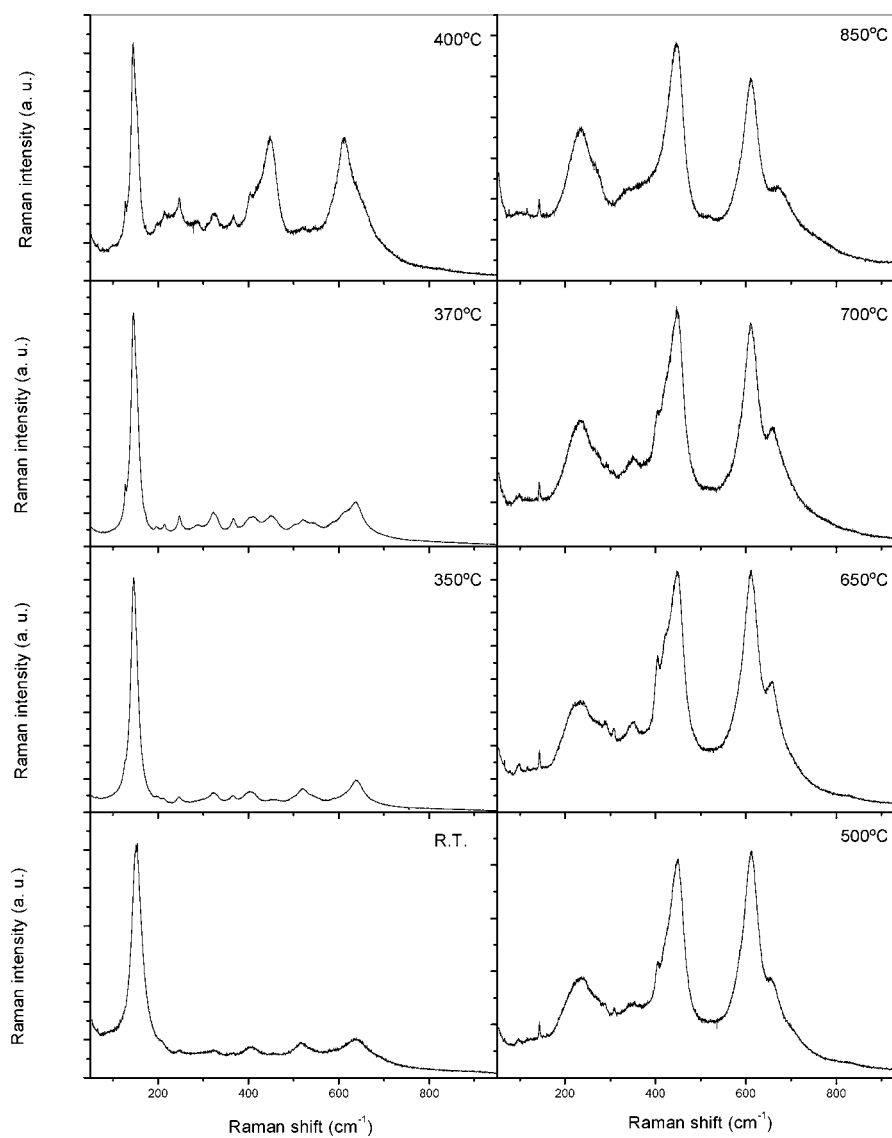 Raman intensity (a. u.)
400ºC
850ºC
Raman intensity (a. u.)
370ºC
700ºC
Raman intensity (a. u.)
350ºC
650ºC
Raman intensity (a. u.)
R.T.
500ºC
200 400 600 800
200 400 600 800
Raman shift (cm⁻¹)
Raman shift (cm⁻¹)